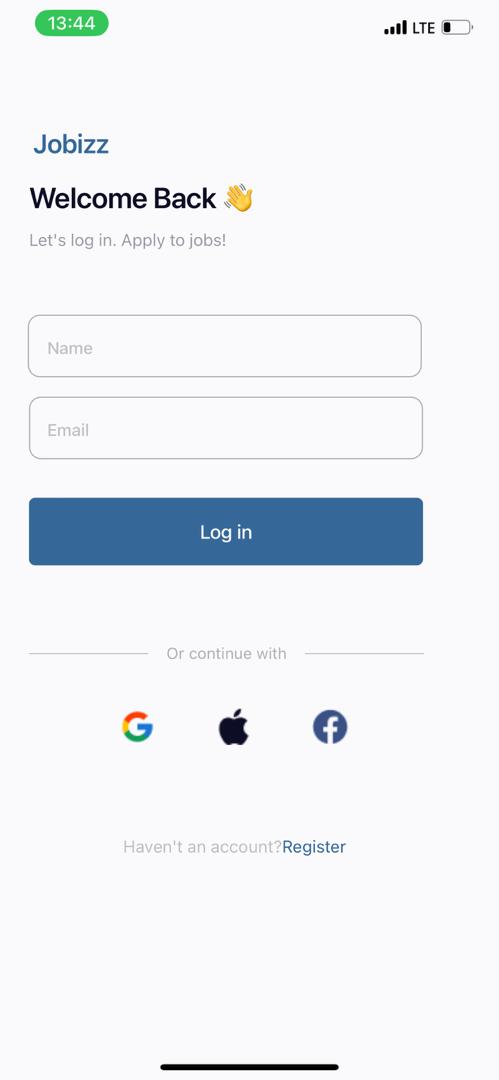 13:44
LTE
Jobizz
Welcome Back 👋
Let's log in. Apply to jobs!
Name
Email
Log in
Or continue with
Haven't an account?Register